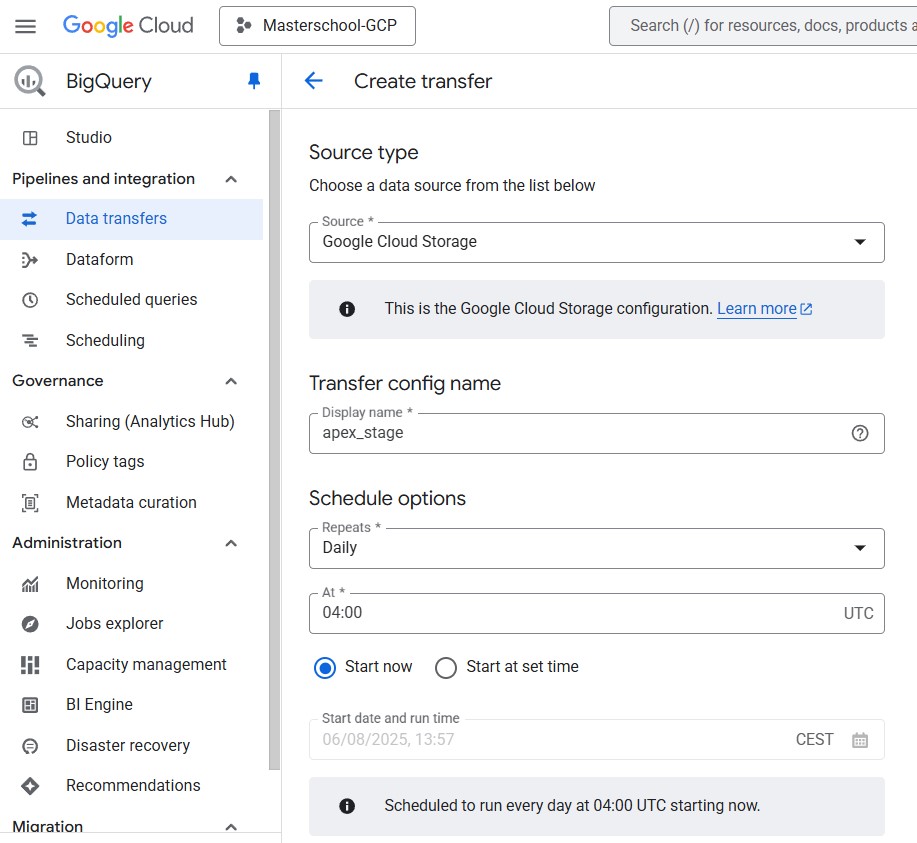 Google Cloud
Masterschool-GCP
Search (/) for resources, docs, products a
BigQuery
Create transfer
Studio
Pipelines and integration
Data transfers
Dataform
Scheduled queries
Scheduling
Governance
Sharing (Analytics Hub)
Policy tags
Metadata curation
Administration
Monitoring
Jobs explorer
Capacity management
BI Engine
Disaster recovery
Recommendations
Migration
Source type
Choose a data source from the list below
Source *
Google Cloud Storage
This is the Google Cloud Storage configuration. Learn more
Transfer config name
Display name *
apex_stage
Schedule options
Repeats *
Daily
At *
04:00 UTC
Start now Start at set time
Start date and run time
06/08/2025, 13:57 CEST
Scheduled to run every day at 04:00 UTC starting now.